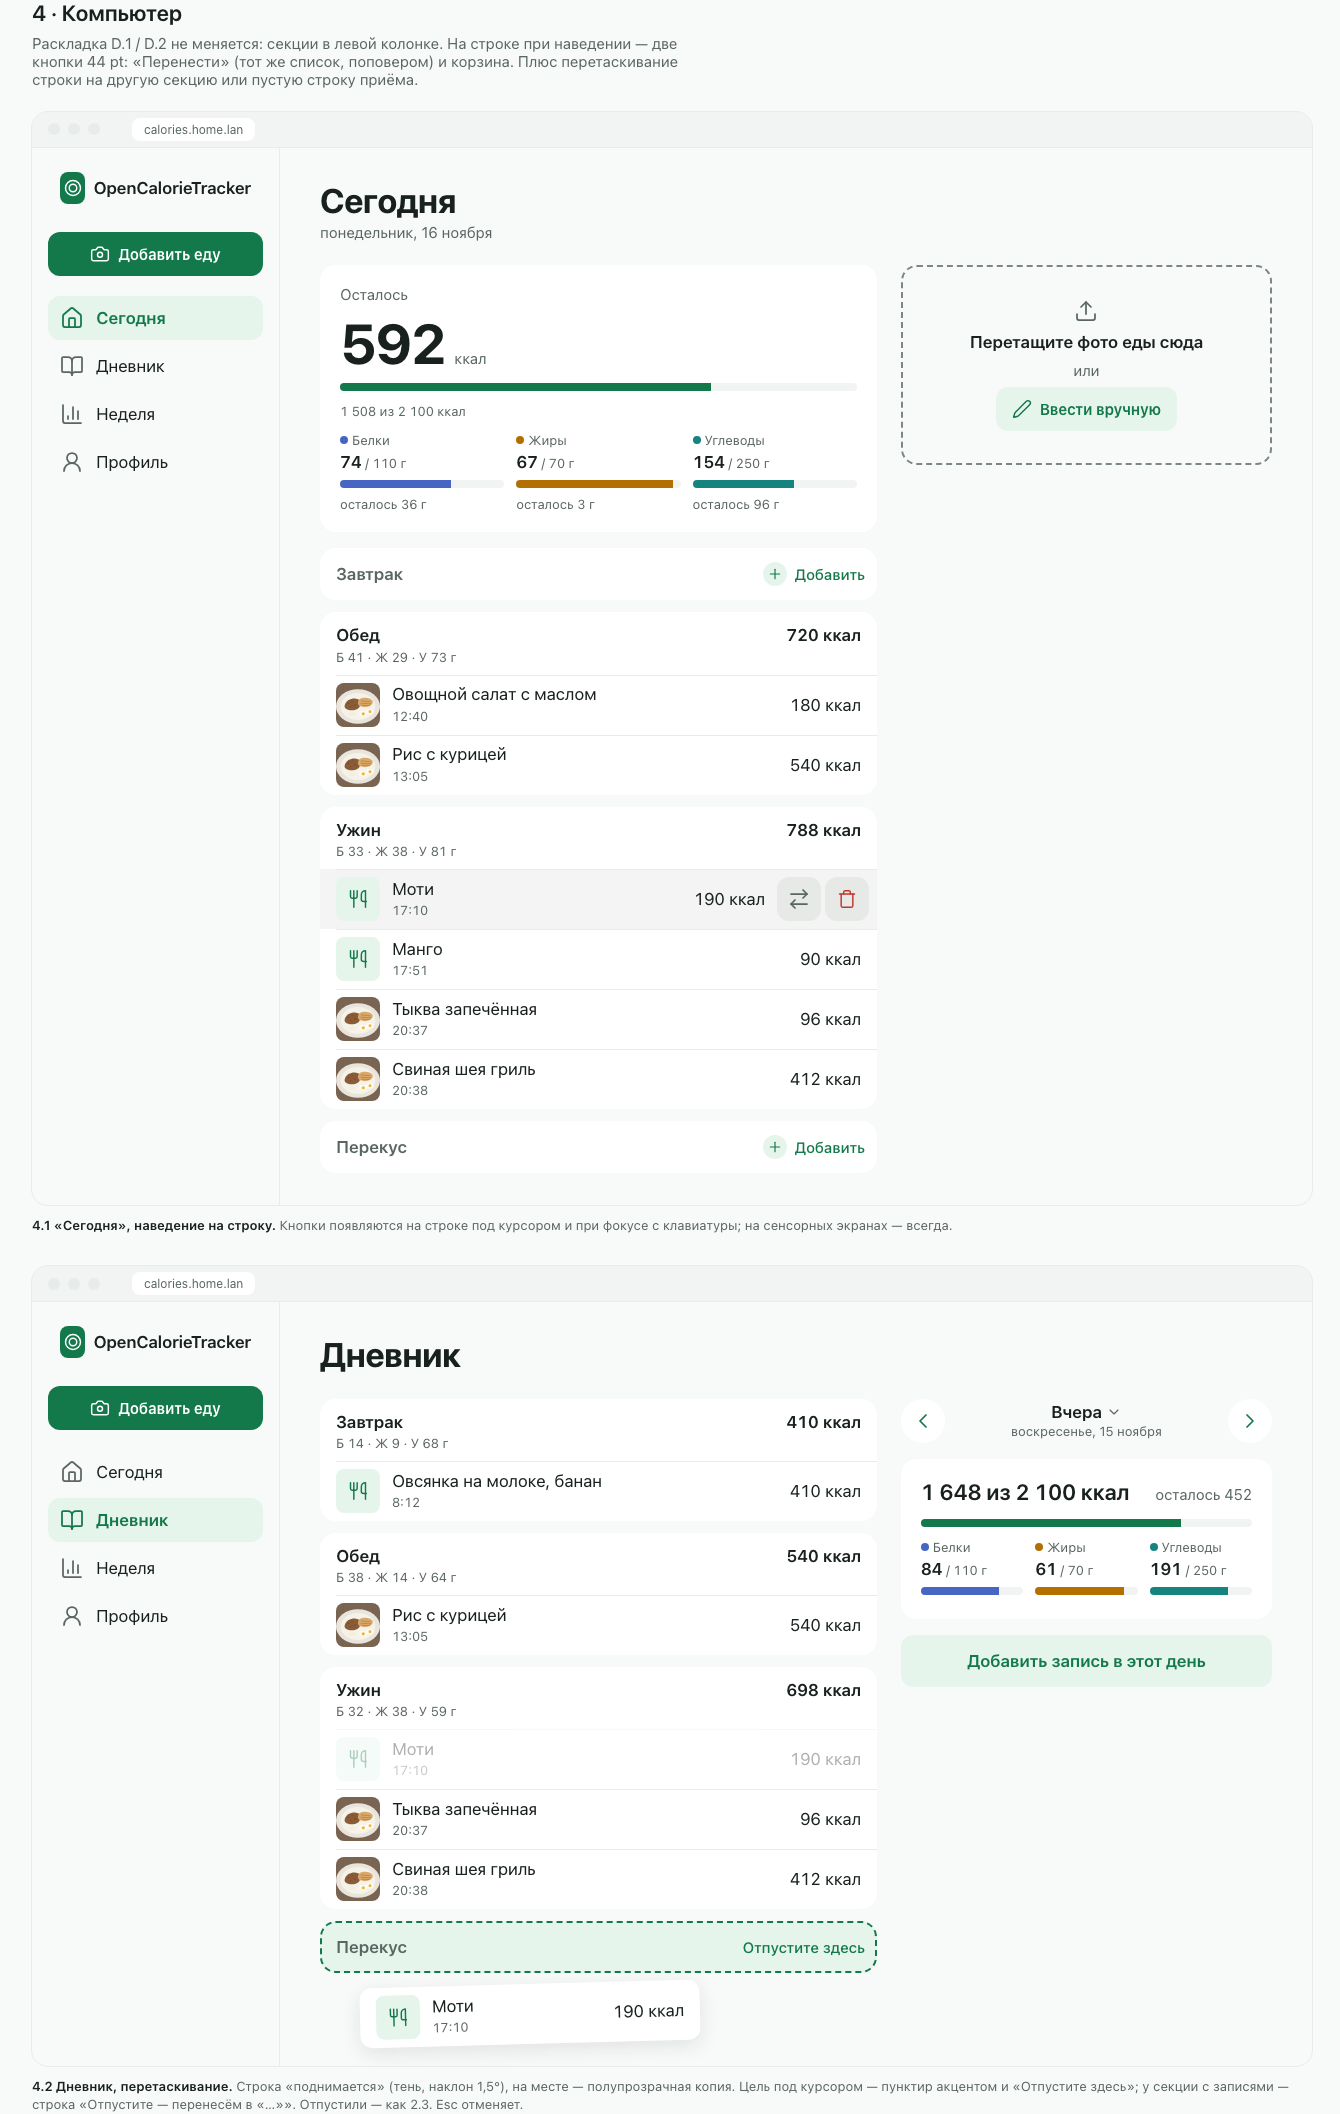 4 · Компьютер
Раскладка D.1 / D.2 не меняется: секции в левой колонке. На строке при наведении — две
кнопки 44 pt: «Перенести» (тот же список, поповером) и корзина. Плюс перетаскивание
строки на другую секцию или пустую строку приёма.
calories.home.lan
OpenCalorieTracker
Добавить еду
Сегодня
Дневник
Неделя
Профиль
Сегодня
понедельник, 16 ноября
Осталось
592 ккал
1 508 из 2 100 ккал
Белки
74 / 110 г
осталось 36 г
Жиры
67 / 70 г
осталось 3 г
Углеводы
154 / 250 г
осталось 96 г
Перетащите фото еды сюда
или
Ввести вручную
Завтрак
Добавить
Обед 720 ккал
Б 41 · Ж 29 · У 73 г
Овощной салат с маслом
12:40
180 ккал
Рис с курицей
13:05
540 ккал
Ужин 788 ккал
Б 33 · Ж 38 · У 81 г
Моти
17:10
190 ккал
Манго
17:51
90 ккал
Тыква запечённая
20:37
96 ккал
Свиная шея гриль
20:38
412 ккал
Перекус
Добавить
4.1 «Сегодня», наведение на строку. Кнопки появляются на строке под курсором и при фокусе с клавиатуры; на сенсорных экранах — всегда.
calories.home.lan
OpenCalorieTracker
Добавить еду
Сегодня
Дневник
Неделя
Профиль
Дневник
Завтрак 410 ккал
Б 14 · Ж 9 · У 68 г
Овсянка на молоке, банан
8:12
410 ккал
Обед 540 ккал
Б 38 · Ж 14 · У 64 г
Рис с курицей
13:05
540 ккал
Ужин 698 ккал
Б 32 · Ж 38 · У 59 г
Моти
17:10
190 ккал
Тыква запечённая
20:37
96 ккал
Свиная шея гриль
20:38
412 ккал
Перекус
Отпустите здесь
Моти
17:10
190 ккал
Вчера
воскресенье, 15 ноября
1 648 из 2 100 ккал осталось 452
Белки
84 / 110 г
Жиры
61 / 70 г
Углеводы
191 / 250 г
Добавить запись в этот день
4.2 Дневник, перетаскивание. Строка «поднимается» (тень, наклон 1,5°), на месте — полупрозрачная копия. Цель под курсором — пунктир акцентом и «Отпустите здесь»; у секции с записями —
строка «Отпустите — перенесём в «…»». Отпустили — как 2.3. Esc отменяет.